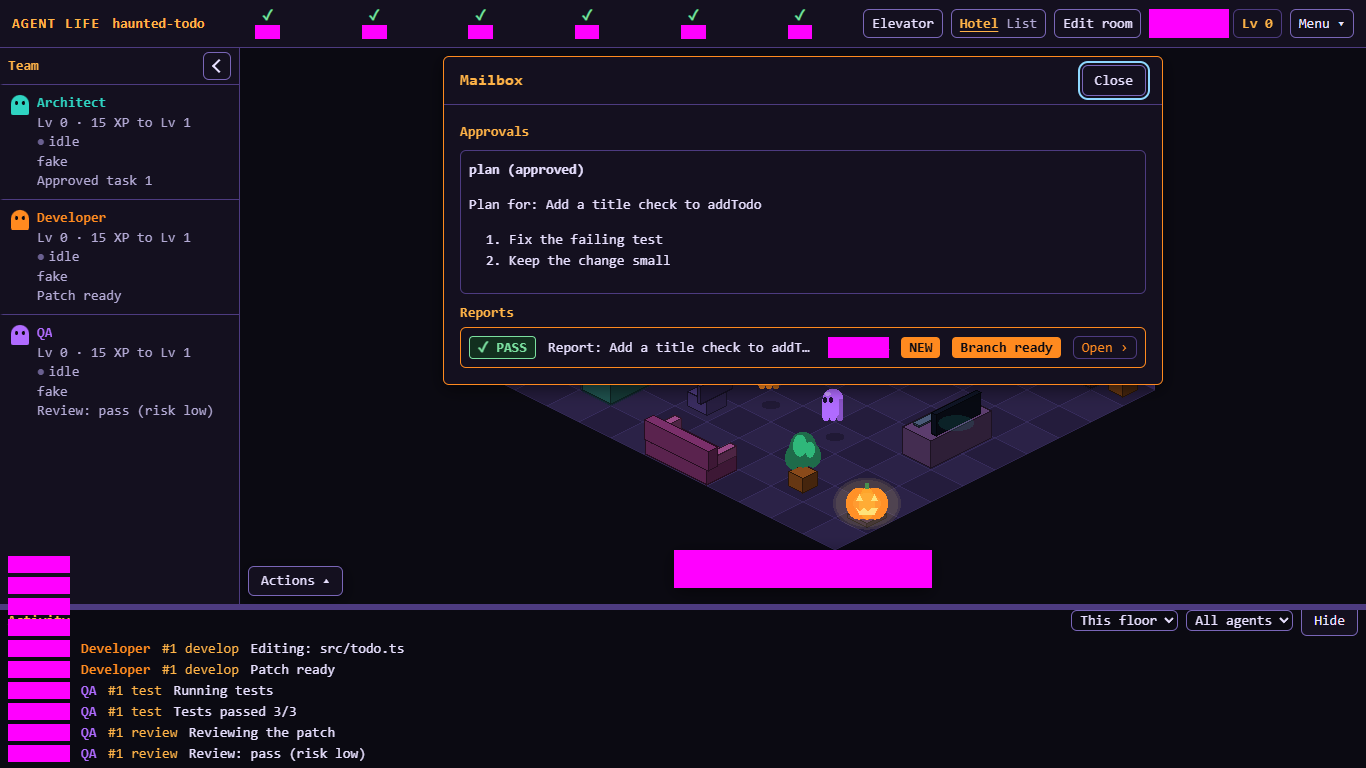 AGENT LIFE haunted-todo
✓ ✓ ✓ ✓ ✓ ✓
Elevator Hotel List Edit room Lv 0 Menu ▾
Team
Architect
Lv 0 · 15 XP to Lv 1
idle
fake
Approved task 1
Developer
Lv 0 · 15 XP to Lv 1
idle
fake
Patch ready
QA
Lv 0 · 15 XP to Lv 1
idle
fake
Review: pass (risk low)
Mailbox
Close
Approvals
plan (approved)
Plan for: Add a title check to addTodo
1. Fix the failing test
2. Keep the change small
Reports
✓ PASS Report: Add a title check to addT… NEW Branch ready Open ›
Actions ▴
This floor All agents Hide
Developer #1 develop Editing: src/todo.ts
Developer #1 develop Patch ready
QA #1 test Running tests
QA #1 test Tests passed 3/3
QA #1 review Reviewing the patch
QA #1 review Review: pass (risk low)